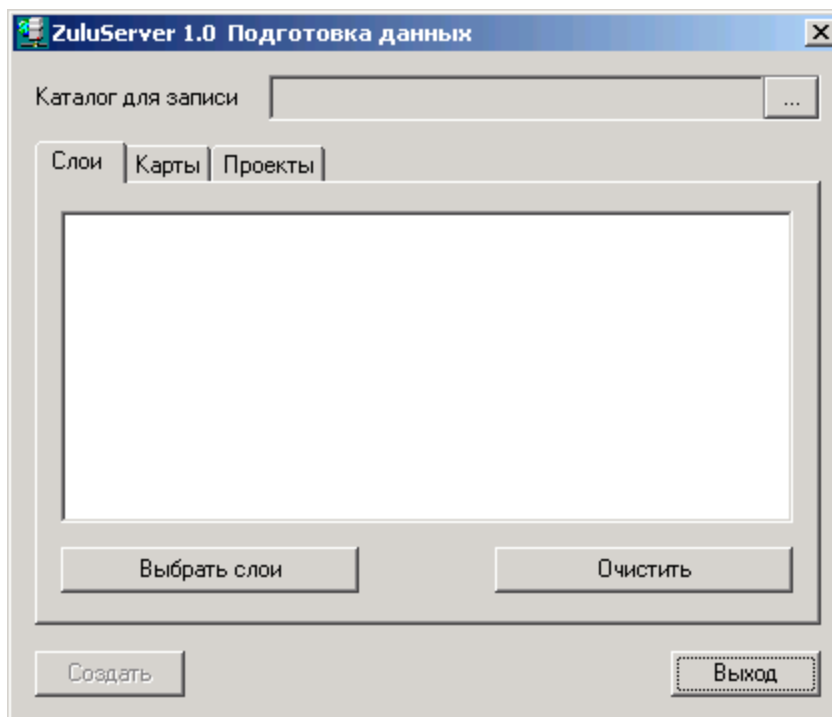 ZuluServer 1.0 Подготовка данных
Каталог для записи ...
Слои Карты Проекты
Выбрать слои Очистить
Создать Выход